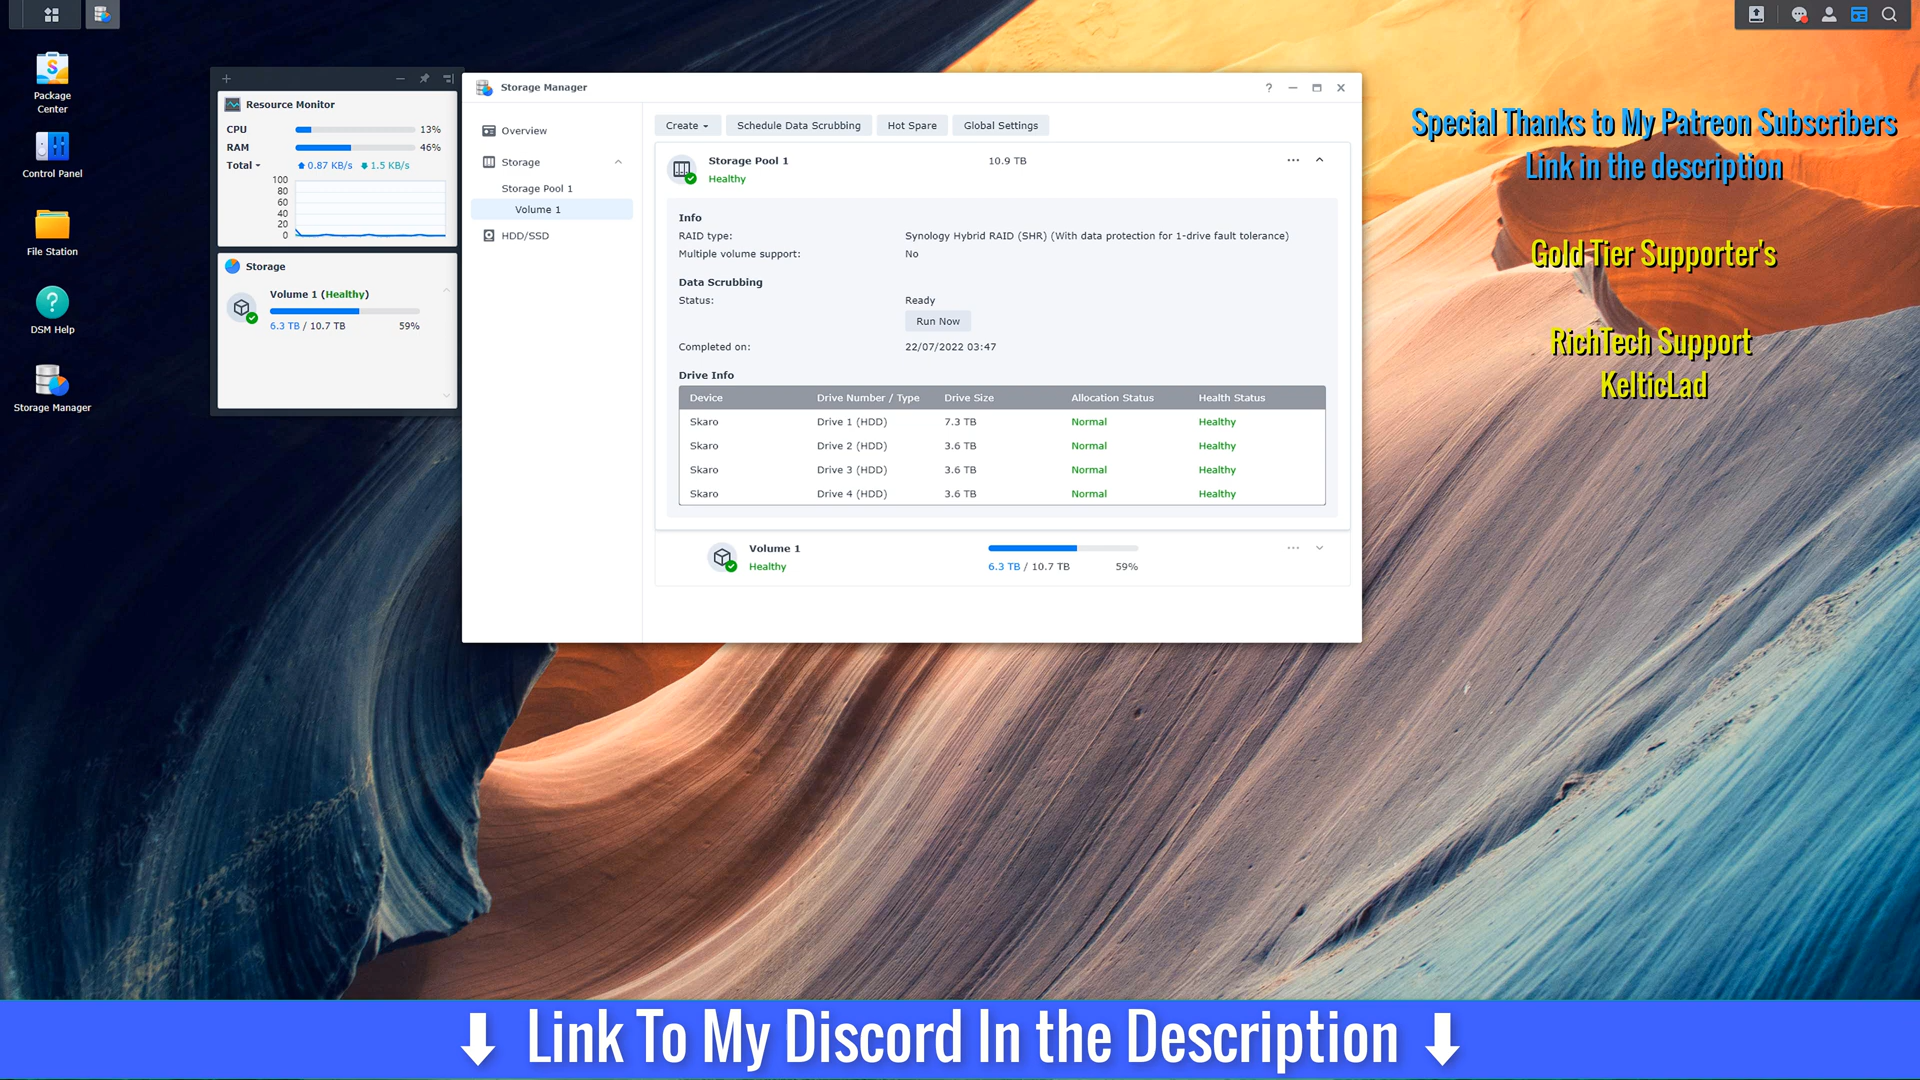 Package
Center
Control Panel
File Station
DSM Help
Storage Manager
Resource Monitor
CPU 13%
RAM 46%
Total 0.87 KB/s 1.5 KB/s
100
80
60
40
20
0
Storage
Volume 1 (Healthy)
6.3 TB / 10.7 TB 59%
Storage Manager
?
Overview
Storage
Storage Pool 1
Volume 1
HDD/SSD
Create Schedule Data Scrubbing Hot Spare Global Settings
Storage Pool 1 10.9 TB
Healthy
Info
RAID type: Synology Hybrid RAID (SHR) (With data protection for 1-drive fault tolerance)
Multiple volume support: No
Data Scrubbing
Status: Ready
Run Now
Completed on: 22/07/2022 03:47
Drive Info
Device Drive Number / Type Drive Size Allocation Status Health Status
Skaro Drive 1 (HDD) 7.3 TB Normal Healthy
Skaro Drive 2 (HDD) 3.6 TB Normal Healthy
Skaro Drive 3 (HDD) 3.6 TB Normal Healthy
Skaro Drive 4 (HDD) 3.6 TB Normal Healthy
Volume 1
Healthy
6.3 TB / 10.7 TB 59%
Special Thanks to My Patreon Subscribers
Link in the description
Gold Tier Supporter's
RichTech Support
KelticLad
Link To My Discord In the Description